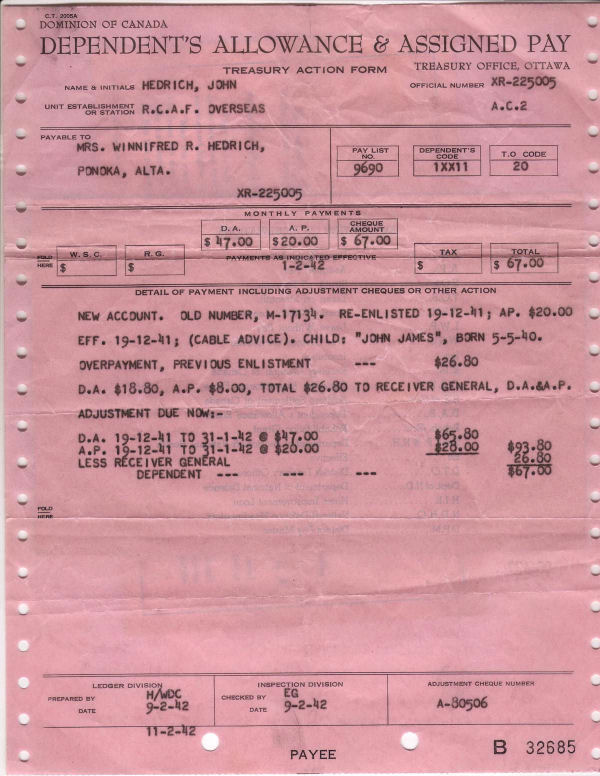 C.T. 2005A
DOMINION OF CANADA
DEPENDENT'S ALLOWANCE & ASSIGNED PAY
TREASURY ACTION FORM TREASURY OFFICE, OTTAWA
NAME & INITIALS HEDRICH, JOHN OFFICIAL NUMBER XR-225005
UNIT ESTABLISHMENT OR STATION R.C.A.F. OVERSEAS A.C.2
PAYABLE TO
MRS. WINNIFRED R. HEDRICH,
PONOKA, ALTA.
XR-225005
PAY LIST NO. DEPENDENT'S CODE T.O CODE
9690 1XX11 20
MONTHLY PAYMENTS
D. A. A. P. CHEQUE AMOUNT
$ 47.00 $20.00 $ 67.00
FOLD HERE W. S. C. R. G. PAYMENTS AS INDICATED EFFECTIVE TAX TOTAL
$ $ 1-2-42 $ $ 67.00
DETAIL OF PAYMENT INCLUDING ADJUSTMENT CHEQUES OR OTHER ACTION
NEW ACCOUNT. OLD NUMBER, M-17134. RE-ENLISTED 19-12-41; AP. $20.00
EFF. 19-12-41; (CABLE ADVICE). CHILD: "JOHN JAMES", BORN 5-5-40.
OVERPAYMENT, PREVIOUS ENLISTMENT --- $26.80
D.A. $18.80, A.P. $8.00, TOTAL $26.80 TO RECEIVER GENERAL, D.A.&A.P.
ADJUSTMENT DUE NOW:-
D.A. 19-12-41 TO 31-1-42 @ $47.00 $65.80
A.P. 19-12-41 TO 31-1-42 @ $20.00 $28.00 $93.80
LESS RECEIVER GENERAL 26.80
DEPENDENT --- --- --- $67.00
FOLD HERE
LEDGER DIVISION INSPECTION DIVISION ADJUSTMENT CHEQUE NUMBER
PREPARED BY H/WDC CHECKED BY EG A-80506
DATE 9-2-42 DATE 9-2-42
11-2-42
PAYEE B 32685